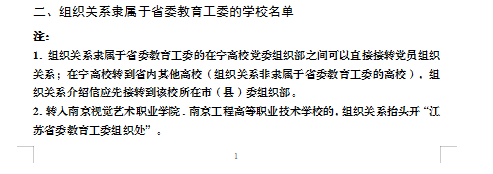 二、组织关系隶属于省委教育工委的学校名单
注：
1. 组织关系隶属于省委教育工委的在宁高校党委组织部之间可以直接接转党员组织
关系；在宁高校转到省内其他高校（组织关系非隶属于省委教育工委的高校），组
织关系介绍信应先接转到该校所在市（县）委组织部。
2. 转入南京视觉艺术职业学院、南京工程高等职业技术学校的，组织关系抬头开“江
苏省委教育工委组织处”。
1